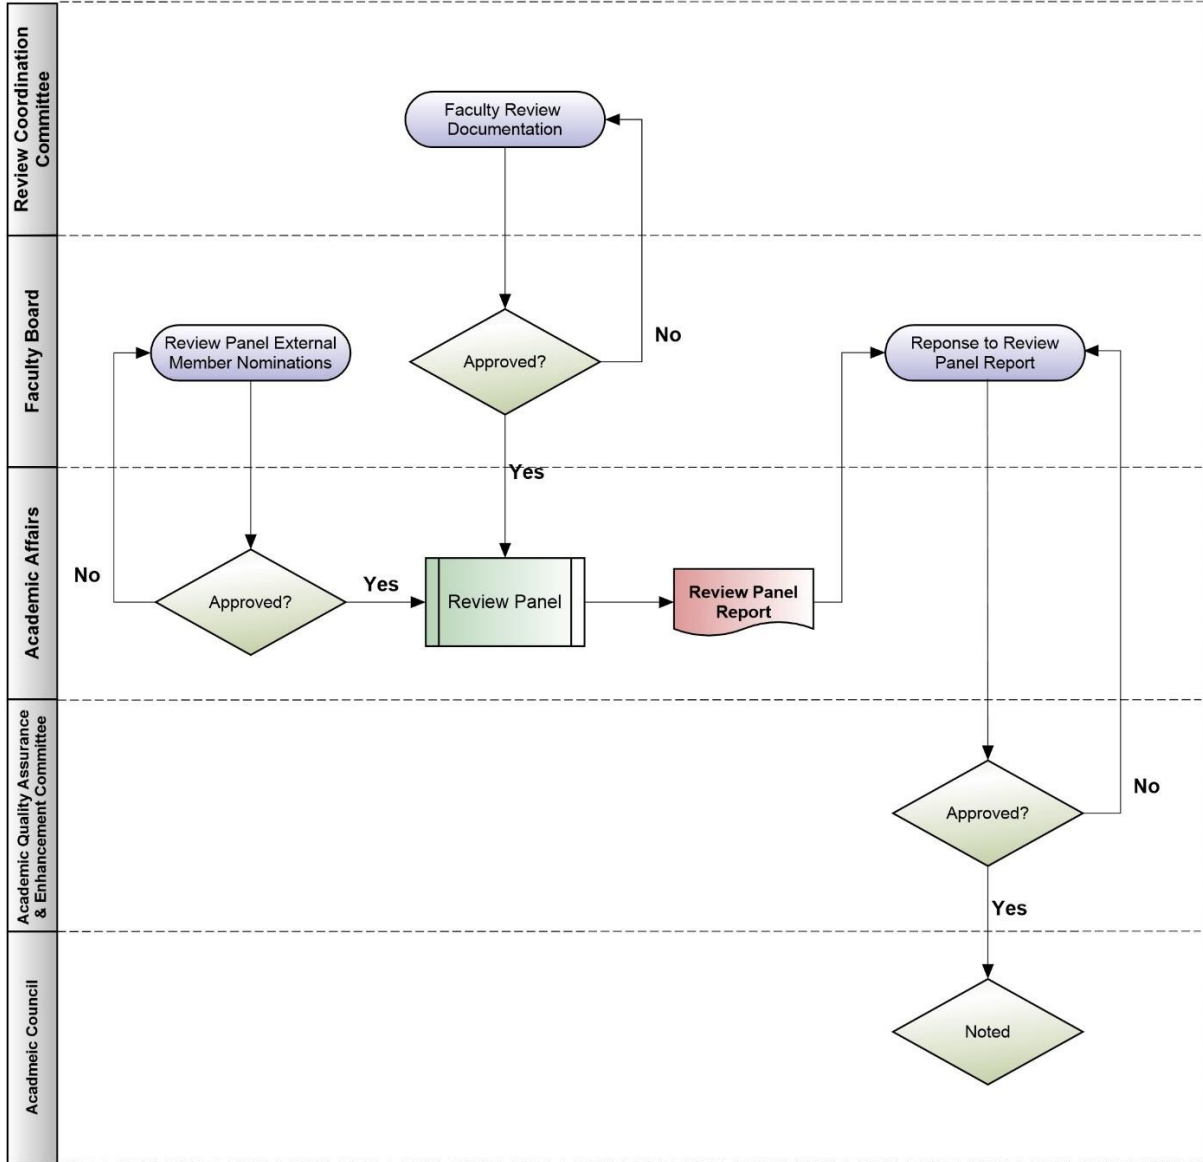 Review Coordination
Committee
Faculty Review
Documentation
Faculty Board
Review Panel External
Member Nominations
Approved?
No
Reponse to Review
Panel Report
Yes
Academic Affairs
No
Approved?
Yes
Review Panel
Review Panel
Report
Academic Quality Assurance
& Enhancement Committee
Approved?
No
Yes
Acadmeic Council
Noted